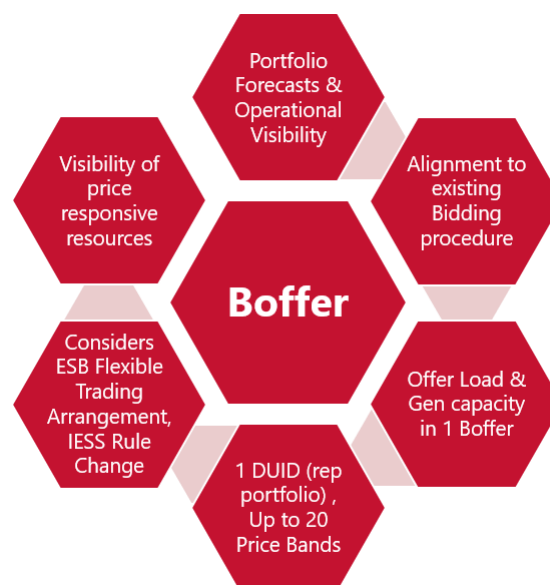 Portfolio
Forecasts &
Operational
Visibility
Visibility of
price
responsive
resources
Alignment to
existing
Bidding
procedure
Boffer
Considers
ESB Flexible
Trading
Arrangement,
IESS Rule
Change
Offer Load &
Gen capacity
in 1 Boffer
1 DUID (rep
portfolio) ,
Up to 20
Price Bands